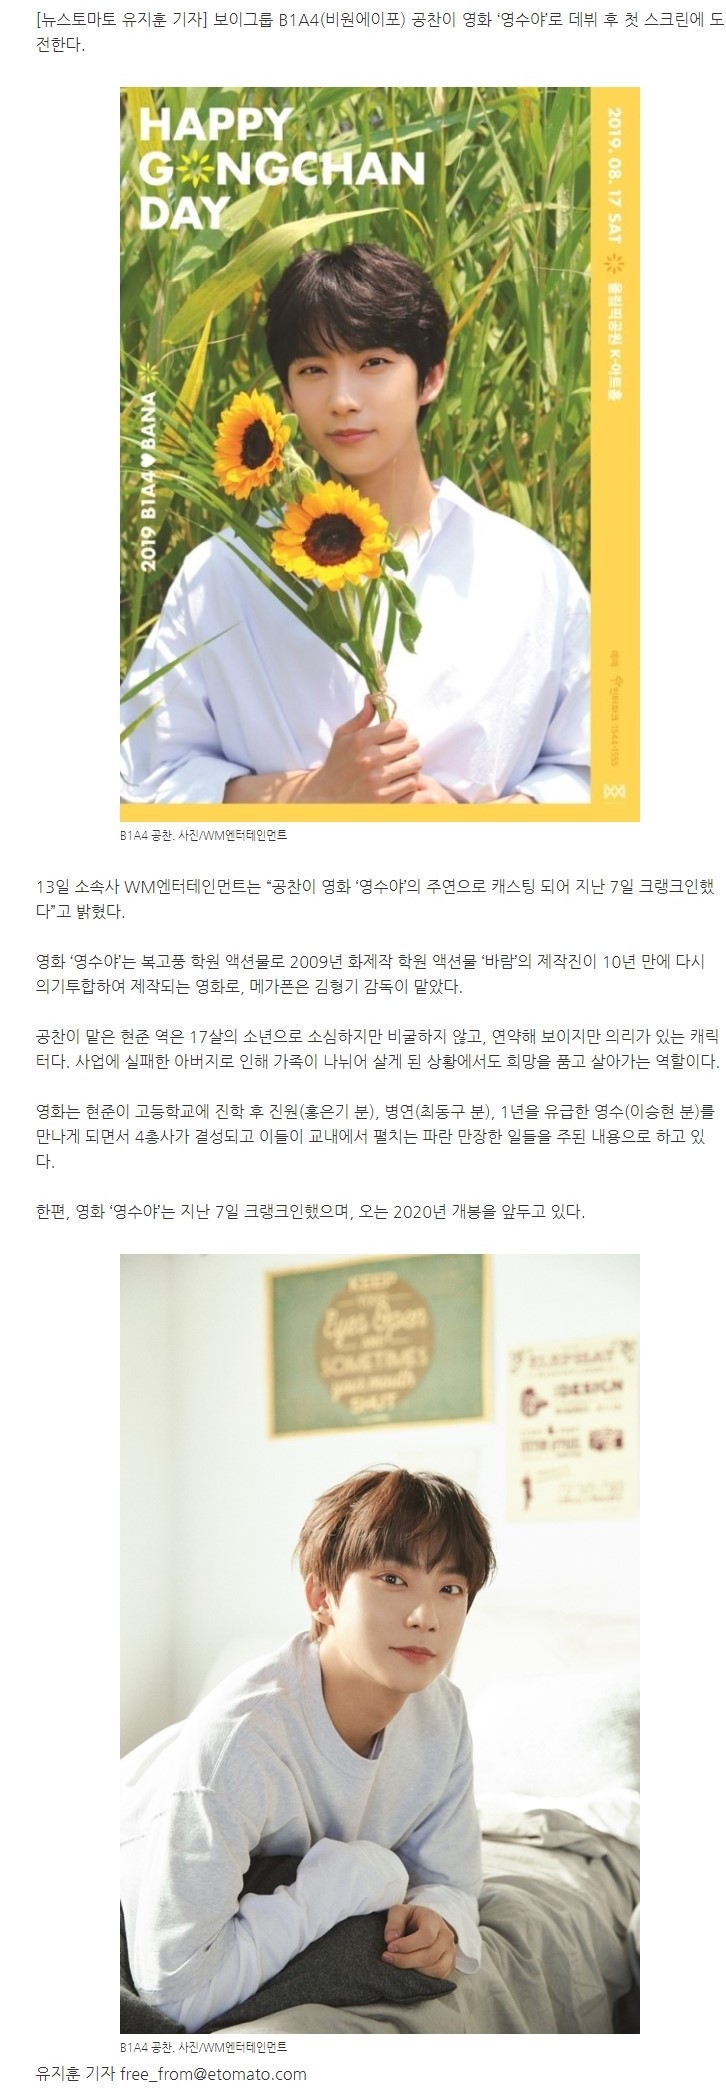 [뉴스토마토 유지훈 기자] 보이그룹 B1A4(비원에이포) 공찬이 영화 ‘영수야’로 데뷔 후 첫 스크린에 도
전한다.
HAPPY
GONGCHAN
DAY
2019 B1A4♥BANA
2019. 08. 17 SAT
올림픽공원 K-아트홀
인터파크 1544-1555
B1A4 공찬. 사진/WM엔터테인먼트
13일 소속사 WM엔터테인먼트는 “공찬이 영화 ‘영수야’의 주연으로 캐스팅 되어 지난 7일 크랭크인했
다”고 밝혔다.
영화 ‘영수야’는 복고풍 학원 액션물로 2009년 화제작 학원 액션물 ‘바람’의 제작진이 10년 만에 다시
의기투합하여 제작되는 영화로, 메가폰은 김형기 감독이 맡았다.
공찬이 맡은 현준 역은 17살의 소년으로 소심하지만 비굴하지 않고, 연약해 보이지만 의리가 있는 캐릭
터다. 사업에 실패한 아버지로 인해 가족이 나뉘어 살게 된 상황에서도 희망을 품고 살아가는 역할이다.
영화는 현준이 고등학교에 진학 후 진원(홍은기 분), 병연(최동구 분), 1년을 유급한 영수(이승현 분)를
만나게 되면서 4총사가 결성되고 이들이 교내에서 펼치는 파란 만장한 일들을 주된 내용으로 하고 있
다.
한편, 영화 ‘영수야’는 지난 7일 크랭크인했으며, 오는 2020년 개봉을 앞두고 있다.
KEEP
Eyes Open
SOMETIMES
your mouth
SHUT
ELEPHANT
DESIGN
B1A4 공찬. 사진/WM엔터테인먼트
유지훈 기자 free_from@etomato.com